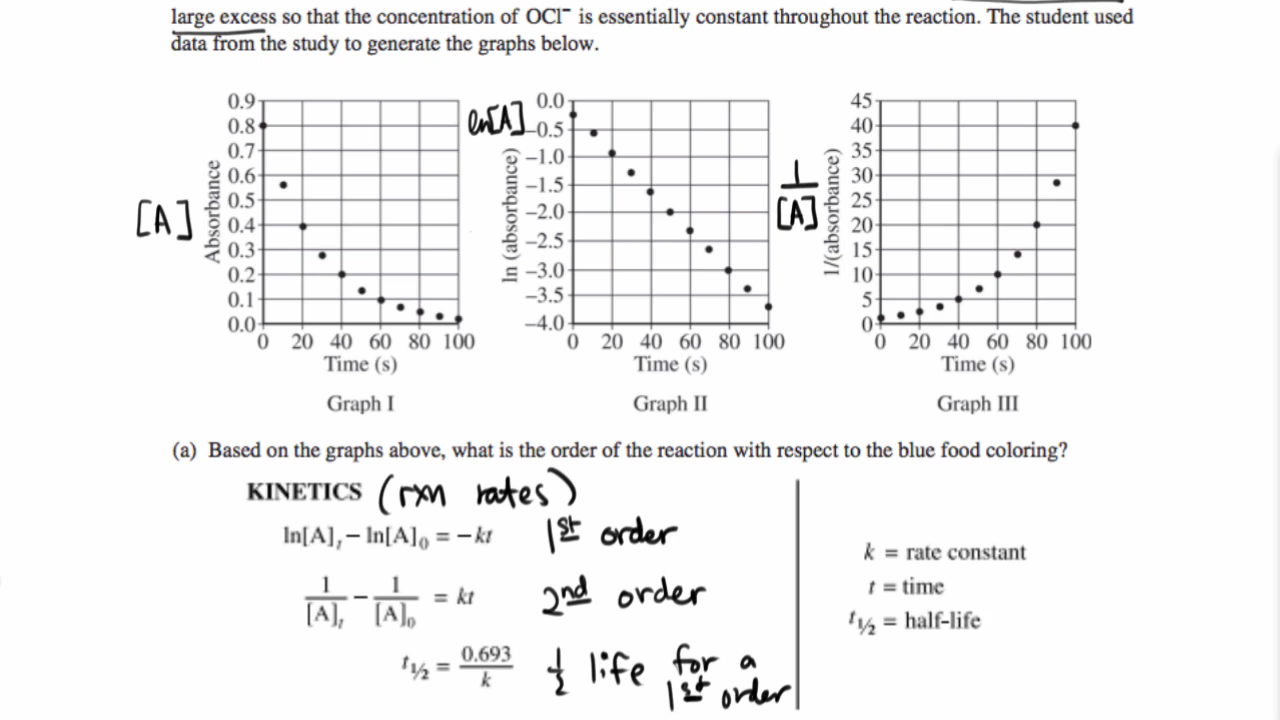 large excess so that the concentration of OCl⁻ is essentially constant throughout the reaction. The student used
data from the study to generate the graphs below.
[A]
Absorbance
0.9
0.8
0.7
0.6
0.5
0.4
0.3
0.2
0.1
0.0
0 20 40 60 80 100
Time (s)
Graph I
ln[A]
ln (absorbance)
0.0
–0.5
–1.0
–1.5
–2.0
–2.5
–3.0
–3.5
–4.0
0 20 40 60 80 100
Time (s)
Graph II
1/[A]
1/(absorbance)
45
40
35
30
25
20
15
10
5
0
0 20 40 60 80 100
Time (s)
Graph III
(a) Based on the graphs above, what is the order of the reaction with respect to the blue food coloring?
KINETICS (rxn rates)
ln[A]ₜ – ln[A]₀ = – kt 1st order
1/[A]ₜ – 1/[A]₀ = kt 2nd order
t½ = 0.693/k ½ life for a
1st order
k = rate constant
t = time
t½ = half-life